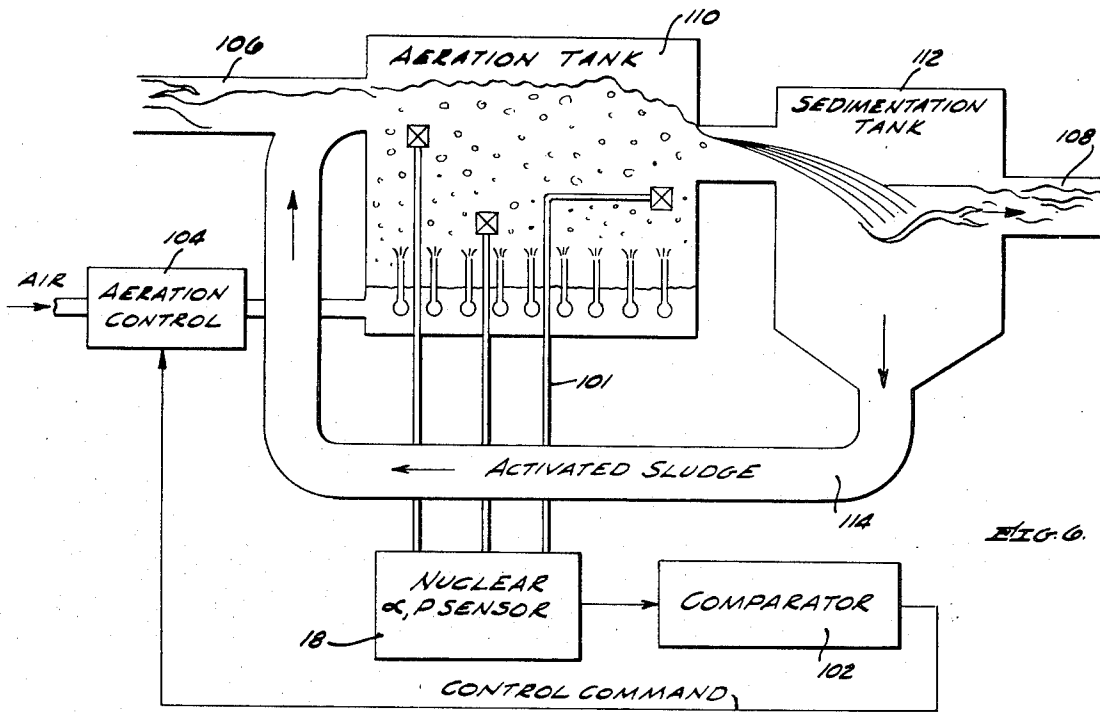 106
110
AERATION TANK
112
SEDIMENTATION
TANK
108
104
AIR
AERATION
CONTROL
101
ACTIVATED SLUDGE
114
FIG. 6.
NUCLEAR
α, P SENSOR
18
COMPARATOR
102
CONTROL COMMAND